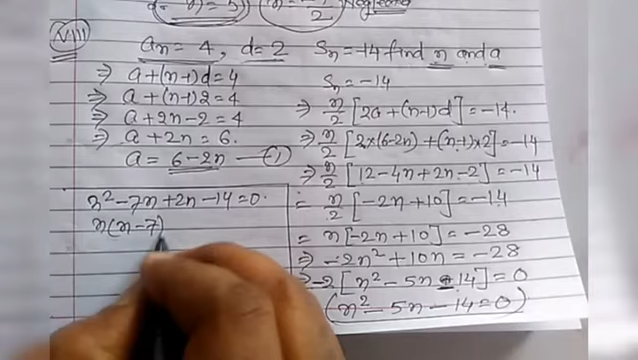 Neglected
VIII) an = 4, d = 2 Sn = -14 find n and a
⇒ a+(n-1)d = 4
⇒ a+(n-1)2 = 4
⇒ a+2n-2 = 4
⇒ a+2n = 6.
a = 6-2n —①
Sn = -14
⇒ n/2 [2a+(n-1)d] = -14.
⇒ n/2 [2×(6-2n)+(n-1)×2] = -14
⇒ n/2 [12-4n+2n-2] = -14
= n/2 [-2n+10] = -14
= n[-2n+10] = -28
⇒ -2n²+10n = -28
⇒ -2[n²-5n-14] = 0
(n²-5n-14=0)
n²-7n+2n-14=0.
n(n-7)